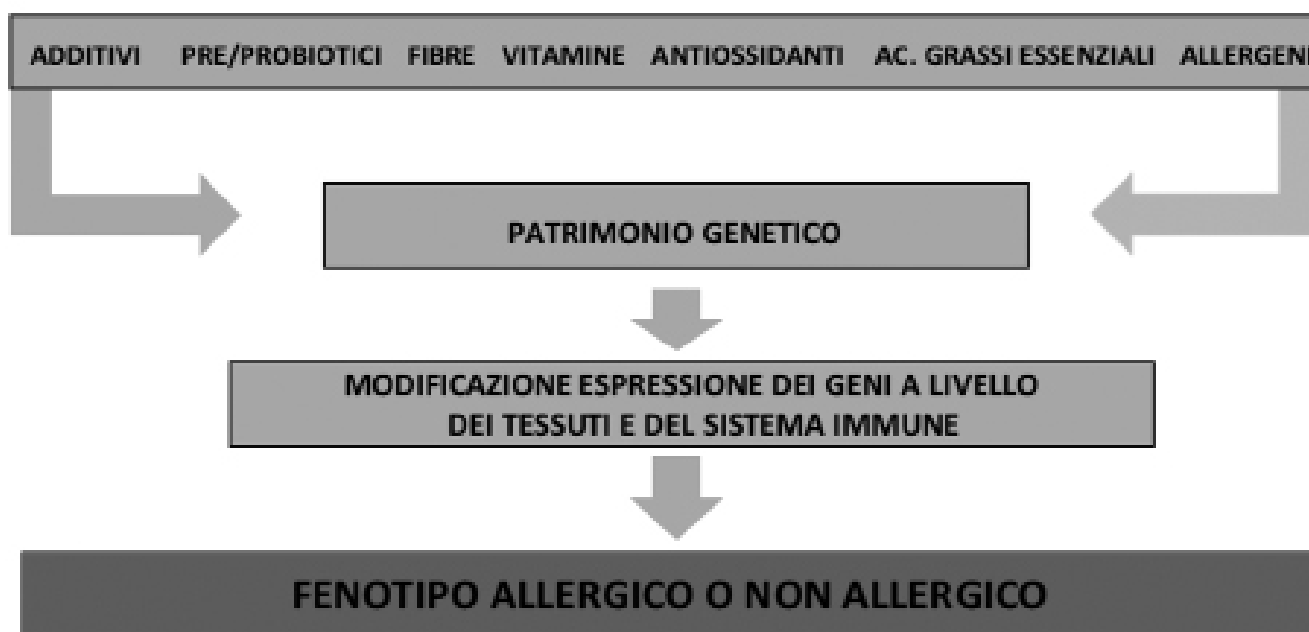 ADDITIVI PRE/PROBIOTICI FIBRE VITAMINE ANTIOSSIDANTI AC. GRASSI ESSENZIALI ALLERGENI
PATRIMONIO GENETICO
MODIFICAZIONE ESPRESSIONE DEI GENI A LIVELLO
DEI TESSUTI E DEL SISTEMA IMMUNE
FENOTIPO ALLERGICO O NON ALLERGICO